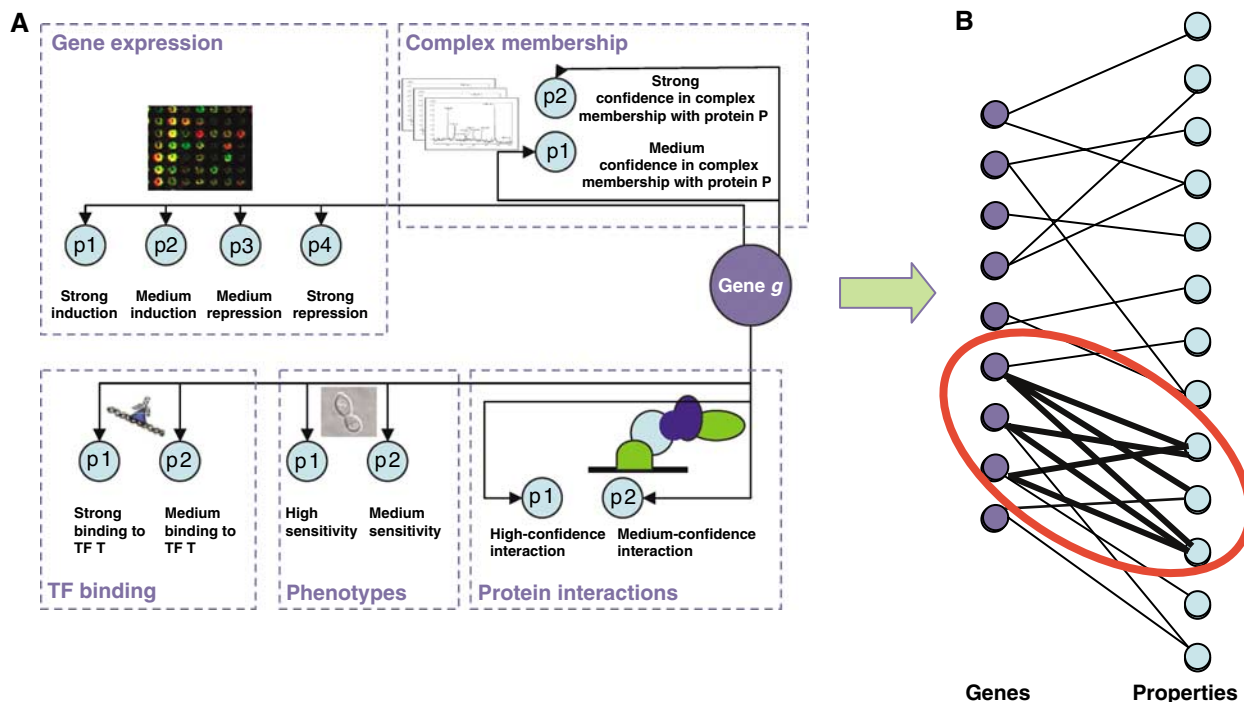 A
Gene expression
p1
p2
p3
p4
Strong
induction
Medium
induction
Medium
repression
Strong
repression
Complex membership
p2
Strong
confidence in complex
membership with protein P
p1
Medium
confidence in complex
membership with protein P
Gene g
p1
p2
Strong
binding to
TF T
Medium
binding to
TF T
TF binding
p1
p2
High
sensitivity
Medium
sensitivity
Phenotypes
p1
p2
High-confidence
interaction
Medium-confidence
interaction
Protein interactions
B
Genes
Properties